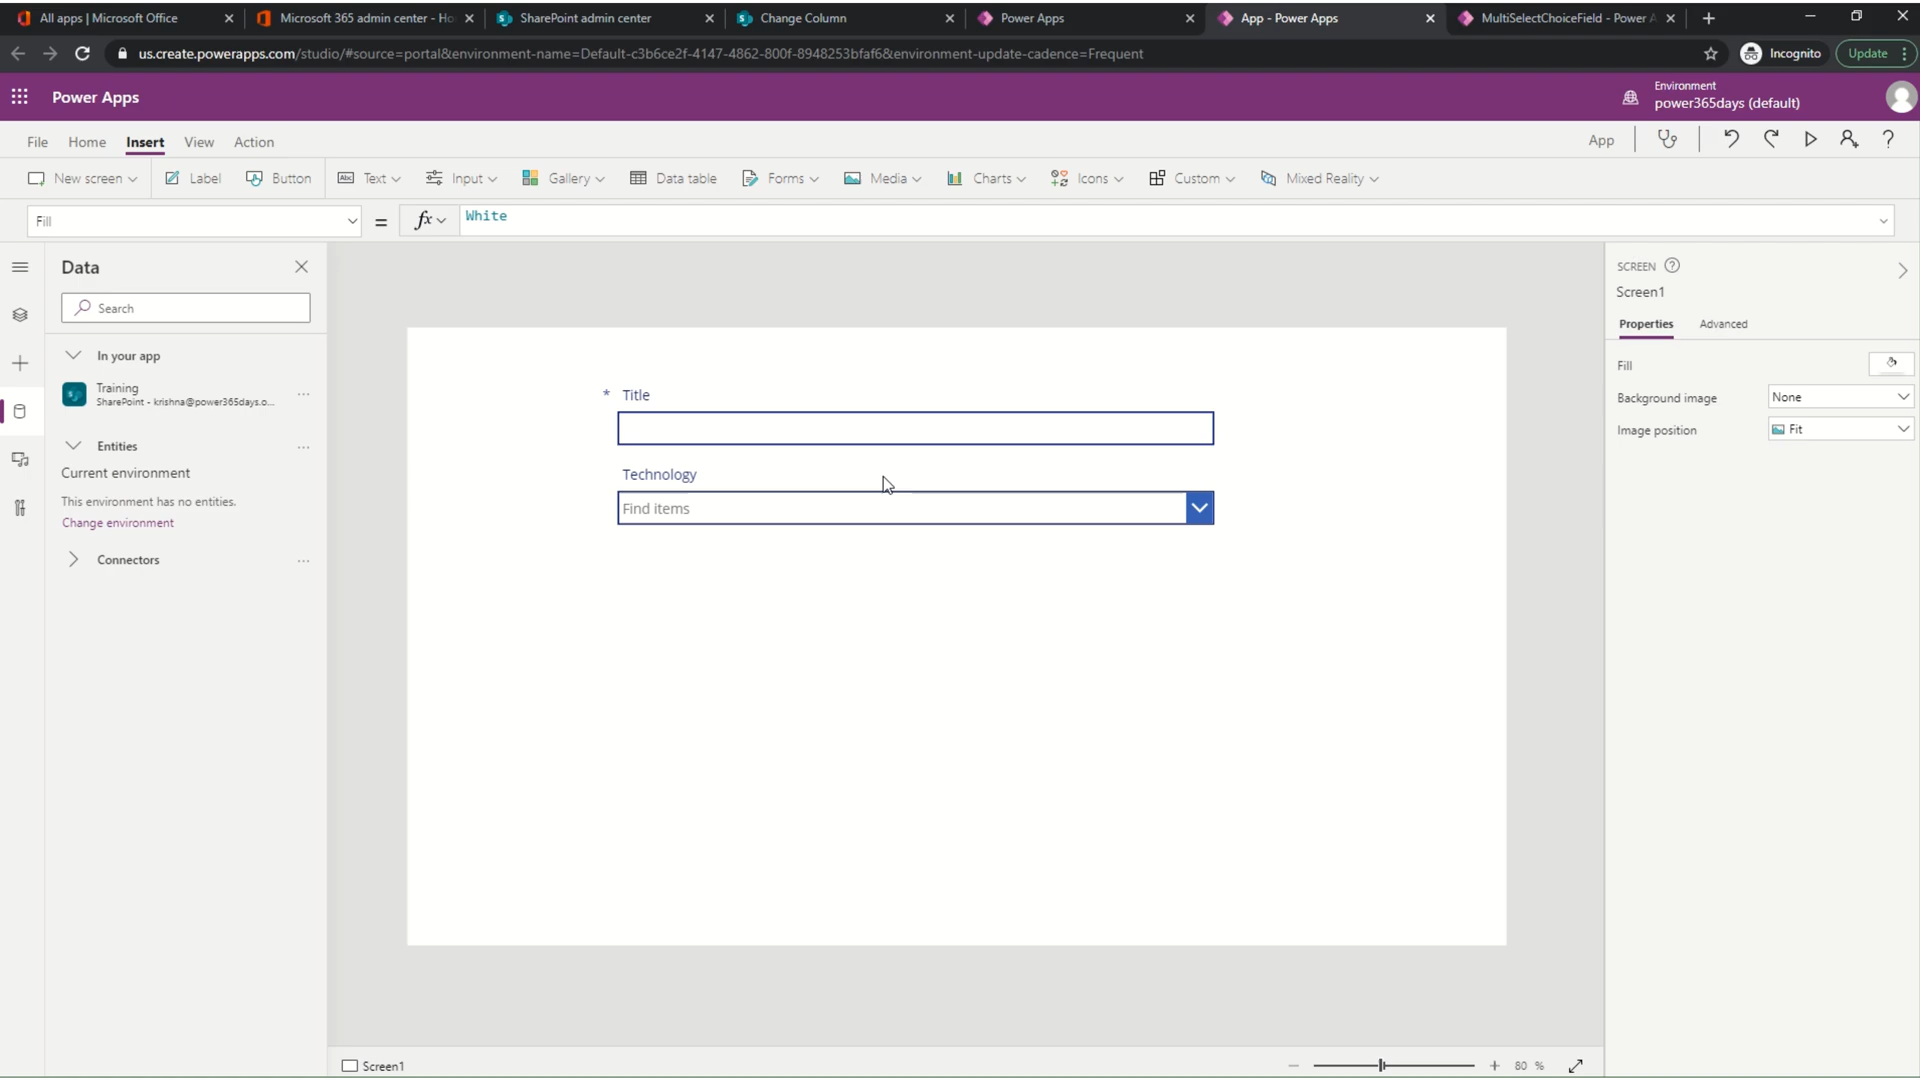 All apps | Microsoft Office
Microsoft 365 admin center - Ho
SharePoint admin center
Change Column
Power Apps
App - Power Apps
MultiSelectChoiceField - Power A
us.create.powerapps.com/studio/#source=portal&environment-name=Default-c3b6ce2f-4147-4862-800f-8948253bfaf6&environment-update-cadence=Frequent
Incognito
Update
Power Apps
Environment
power365days (default)
File
Home
Insert
View
Action
App
New screen
Label
Button
Abc
Text
Input
Gallery
Data table
Forms
Media
Charts
Icons
Custom
Mixed Reality
Fill
=
fx
White
Data
Search
In your app
Training
SharePoint - krishna@power365days.o...
Entities
Current environment
This environment has no entities.
Change environment
Connectors
* Title
Technology
Find items
SCREEN
Screen1
Properties
Advanced
Fill
Background image
None
Image position
Fit
Screen1
80 %